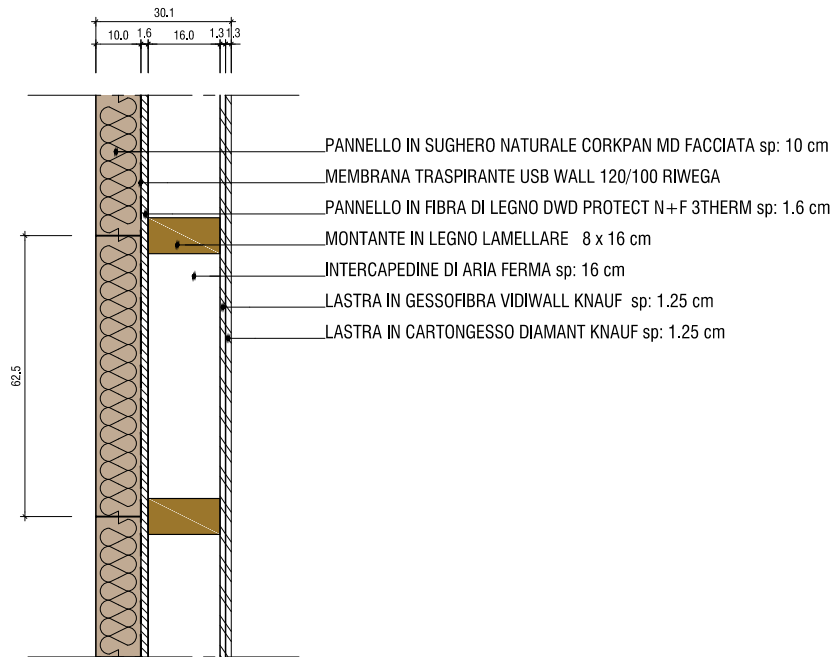 30.1
10.0 1.6 16.0 1.3 1.3
PANNELLO IN SUGHERO NATURALE CORKPAN MD FACCIATA sp: 10 cm
MEMBRANA TRASPIRANTE USB WALL 120/100 RIWEGA
PANNELLO IN FIBRA DI LEGNO DWD PROTECT N+F 3THERM sp: 1.6 cm
MONTANTE IN LEGNO LAMELLARE 8 x 16 cm
INTERCAPEDINE DI ARIA FERMA sp: 16 cm
LASTRA IN GESSOFIBRA VIDIWALL KNAUF sp: 1.25 cm
LASTRA IN CARTONGESSO DIAMANT KNAUF sp: 1.25 cm
62.5